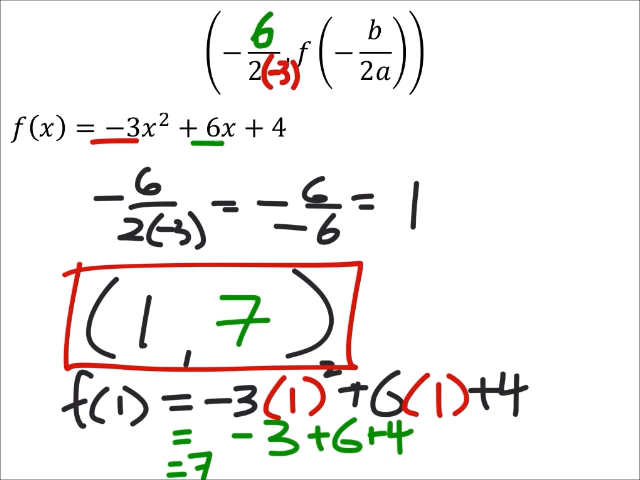 (-6/2(-3), f(-b/2a))
f(x) = -3x² + 6x + 4
-6/2(-3) = -6/-6 = 1
(1, 7)
f(1) = -3(1)² + 6(1) + 4
= -3 + 6 + 4
= 7